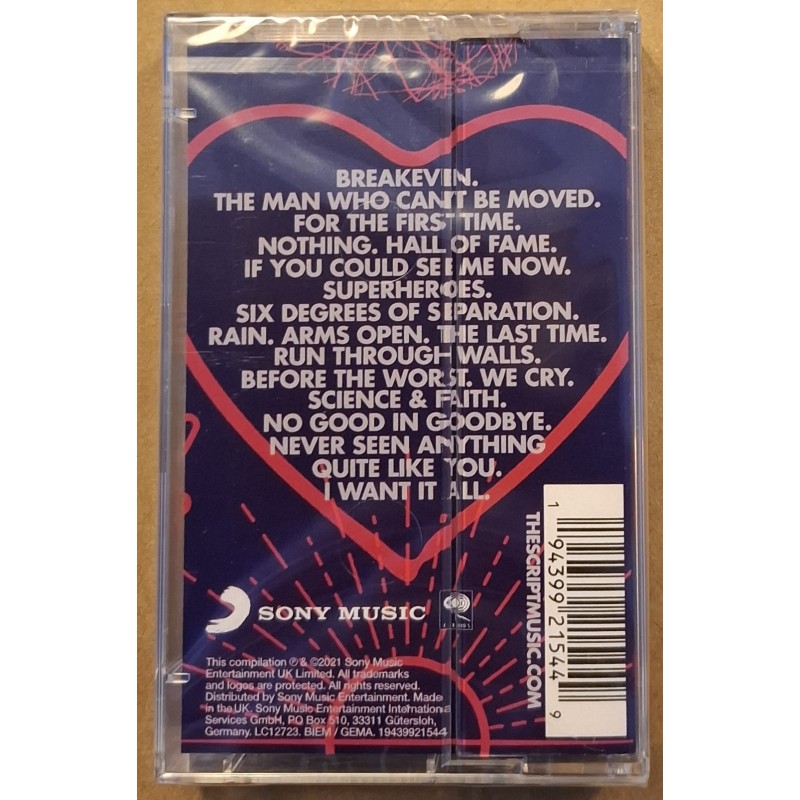 BREAKEVEN.
THE MAN WHO CAN'T BE MOVED.
FOR THE FIRST TIME.
NOTHING. HALL OF FAME.
IF YOU COULD SEE ME NOW.
SUPERHEROES.
SIX DEGREES OF SEPARATION.
RAIN. ARMS OPEN. THE LAST TIME.
RUN THROUGH WALLS.
BEFORE THE WORST. WE CRY.
SCIENCE & FAITH.
NO GOOD IN GOODBYE.
NEVER SEEN ANYTHING
QUITE LIKE YOU.
I WANT IT ALL.
THESCRIPTMUSIC.COM
1 94399 21544 9
SONY MUSIC
This compilation ℗ & ©2021 Sony Music
Entertainment UK Limited. All trademarks
and logos are protected. All rights reserved.
Distributed by Sony Music Entertainment. Made
in the UK. Sony Music Entertainment International
Services GmbH, PO Box 510, 33311 Gütersloh,
Germany. LC12723. BIEM / GEMA. 19439921544